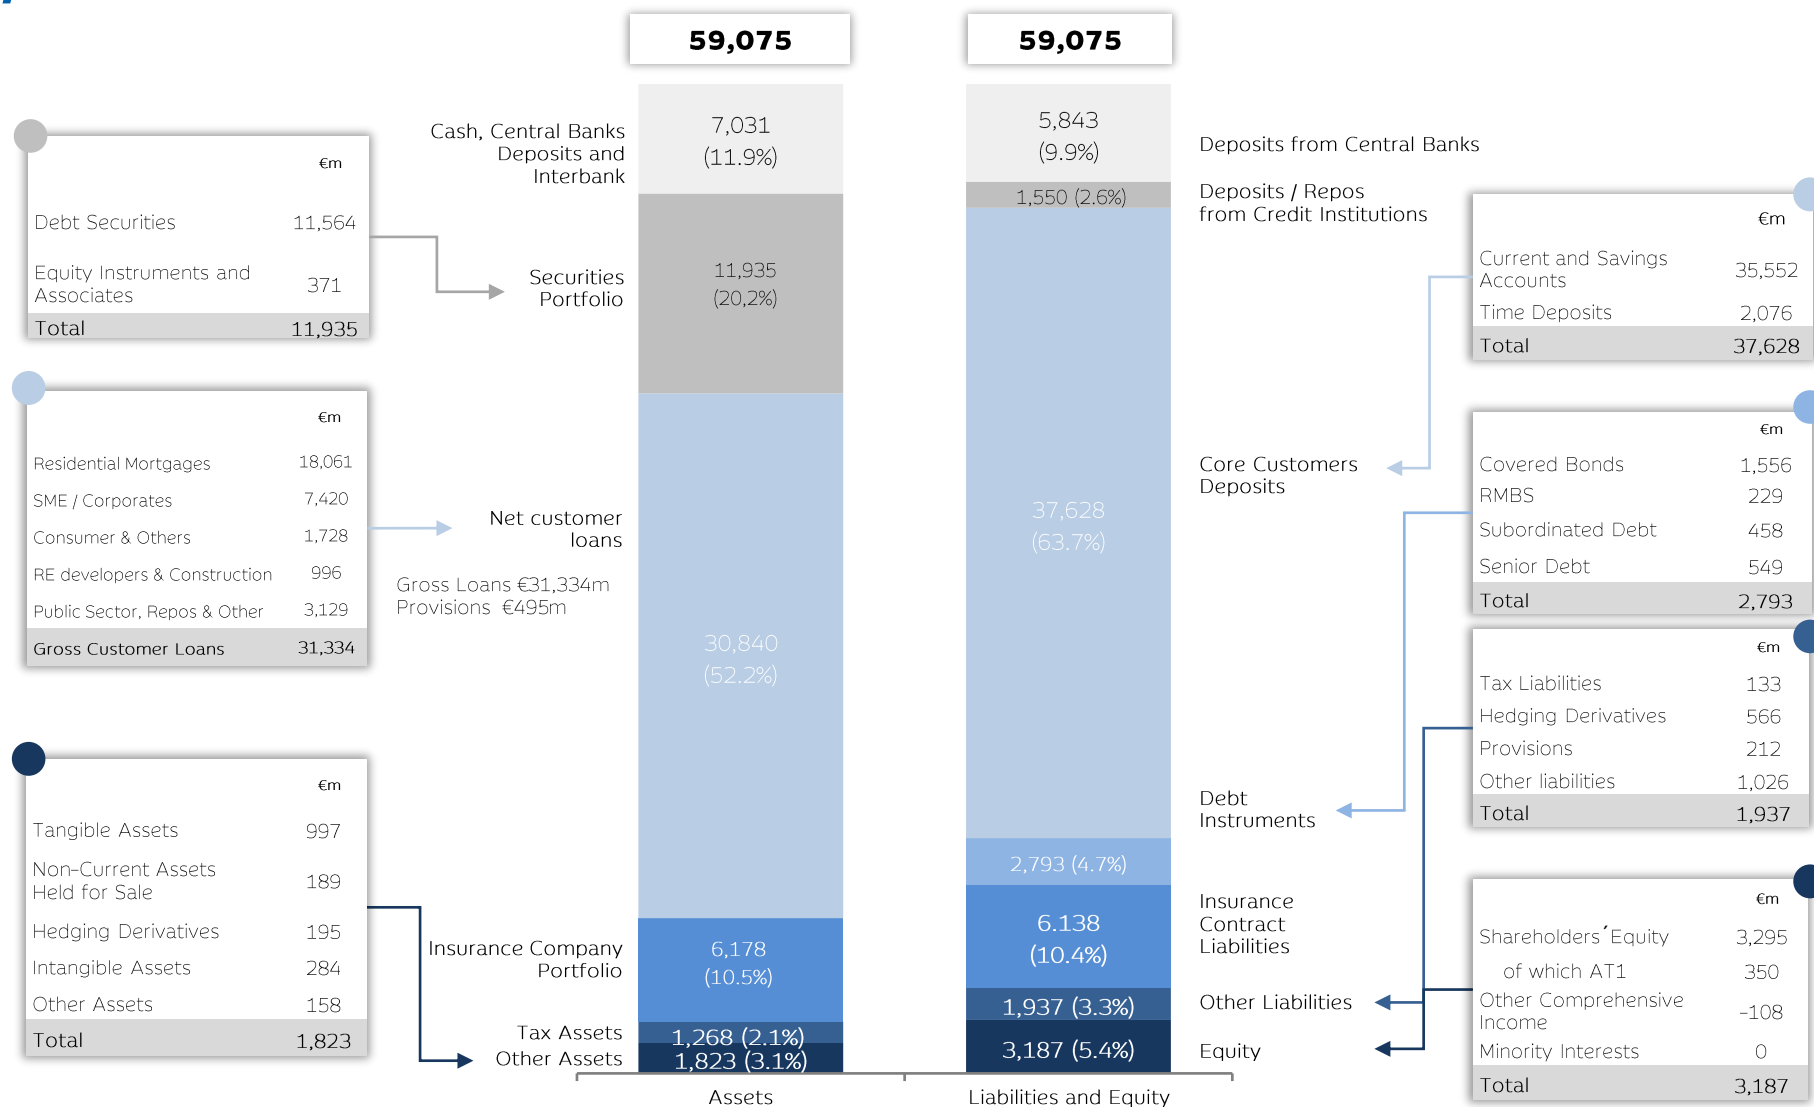 59,075
59,075
€m
Debt Securities 11,564
Equity Instruments and
Associates 371
Total 11,935
€m
Residential Mortgages 18,061
SME / Corporates 7,420
Consumer & Others 1,728
RE developers & Construction 996
Public Sector, Repos & Other 3,129
Gross Customer Loans 31,334
€m
Tangible Assets 997
Non-Current Assets
Held for Sale 189
Hedging Derivatives 195
Intangible Assets 284
Other Assets 158
Total 1,823
Cash, Central Banks
Deposits and
Interbank
Securities
Portfolio
Net customer
loans
Gross Loans €31,334m
Provisions €495m
Insurance Company
Portfolio
Tax Assets
Other Assets
7,031
(11.9%)
11,935
(20,2%)
30,840
(52.2%)
6,178
(10.5%)
1,268 (2.1%)
1,823 (3.1%)
Assets
5,843
(9.9%)
1,550 (2.6%)
37,628
(63.7%)
2,793 (4.7%)
6.138
(10.4%)
1,937 (3.3%)
3,187 (5.4%)
Liabilities and Equity
Deposits from Central Banks
Deposits / Repos
from Credit Institutions
Core Customers
Deposits
Debt
Instruments
Insurance
Contract
Liabilities
Other Liabilities
Equity
€m
Current and Savings
Accounts 35,552
Time Deposits 2,076
Total 37,628
€m
Covered Bonds 1,556
RMBS 229
Subordinated Debt 458
Senior Debt 549
Total 2,793
€m
Tax Liabilities 133
Hedging Derivatives 566
Provisions 212
Other liabilities 1,026
Total 1,937
€m
Shareholders´Equity 3,295
of which AT1 350
Other Comprehensive
Income -108
Minority Interests 0
Total 3,187